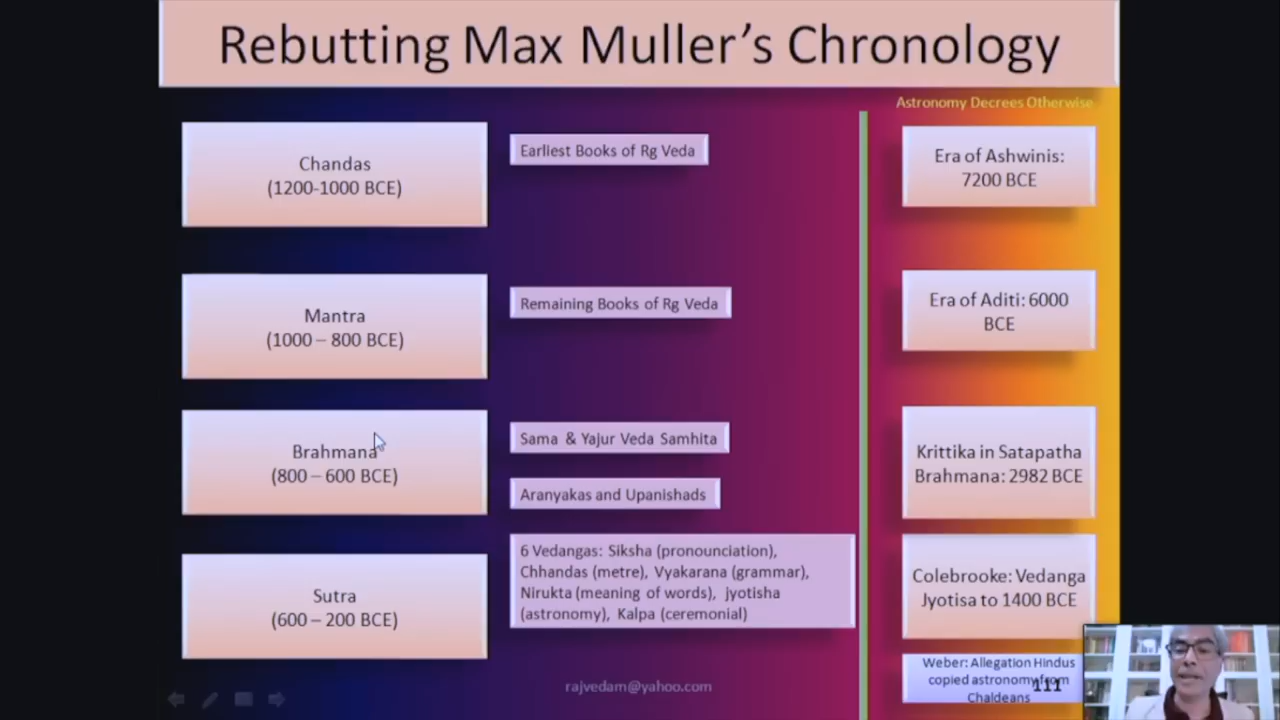 Rebutting Max Muller's Chronology
Astronomy Decrees Otherwise
Chandas
(1200-1000 BCE)
Earliest Books of Rg Veda
Era of Ashwinis:
7200 BCE
Mantra
(1000 – 800 BCE)
Remaining Books of Rg Veda
Era of Aditi: 6000
BCE
Brahmana
(800 – 600 BCE)
Sama & Yajur Veda Samhita
Aranyakas and Upanishads
Krittika in Satapatha
Brahmana: 2982 BCE
Sutra
(600 – 200 BCE)
6 Vedangas: Siksha (pronounciation),
Chhandas (metre), Vyakarana (grammar),
Nirukta (meaning of words), jyotisha
(astronomy), Kalpa (ceremonial)
Colebrooke: Vedanga
Jyotisa to 1400 BCE
Weber: Allegation Hindus
copied astronomy from
Chaldeans
111
rajvedam@yahoo.com